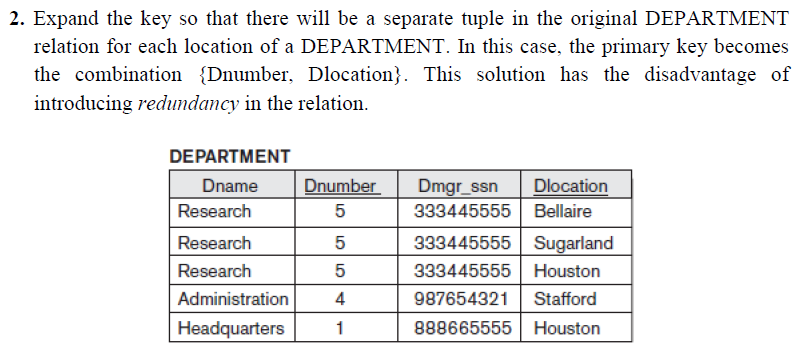 2. Expand the key so that there will be a separate tuple in the original DEPARTMENT
relation for each location of a DEPARTMENT. In this case, the primary key becomes
the combination {Dnumber, Dlocation}. This solution has the disadvantage of
introducing redundancy in the relation.
DEPARTMENT
Dname Dnumber Dmgr_ssn Dlocation
Research 5 333445555 Bellaire
Research 5 333445555 Sugarland
Research 5 333445555 Houston
Administration 4 987654321 Stafford
Headquarters 1 888665555 Houston